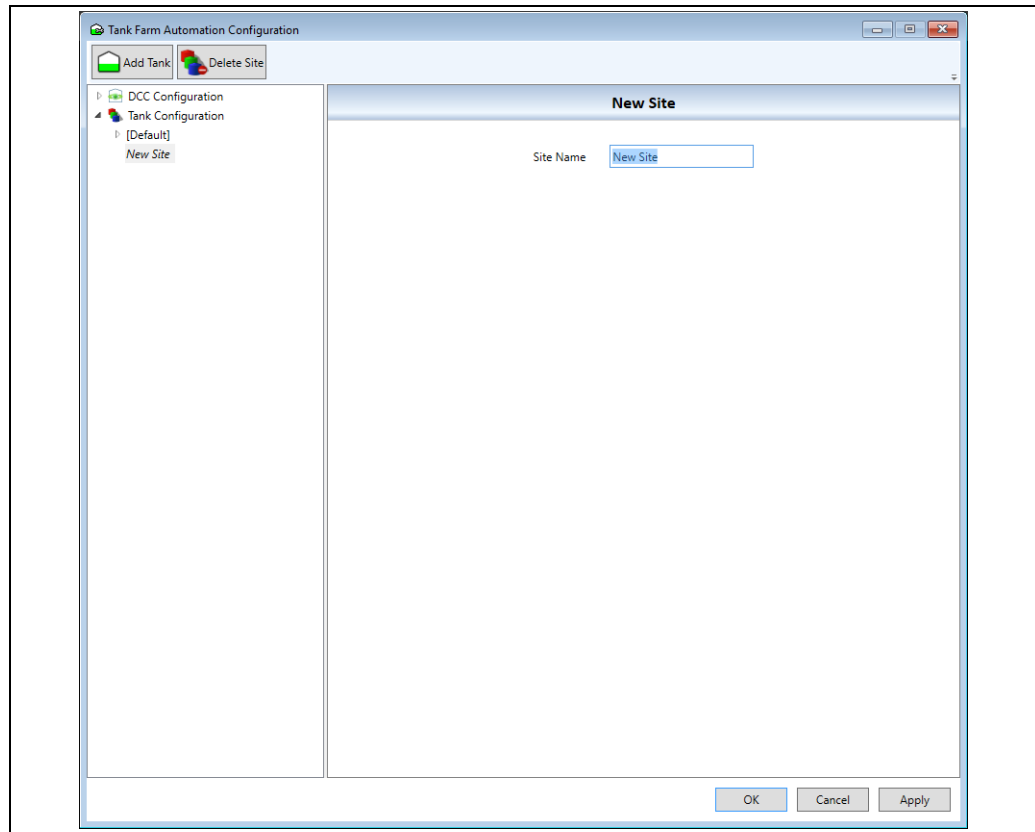 Tank Farm Automation Configuration
Add Tank Delete Site
DCC Configuration
Tank Configuration
[Default]
New Site
New Site
Site Name New Site
OK Cancel Apply